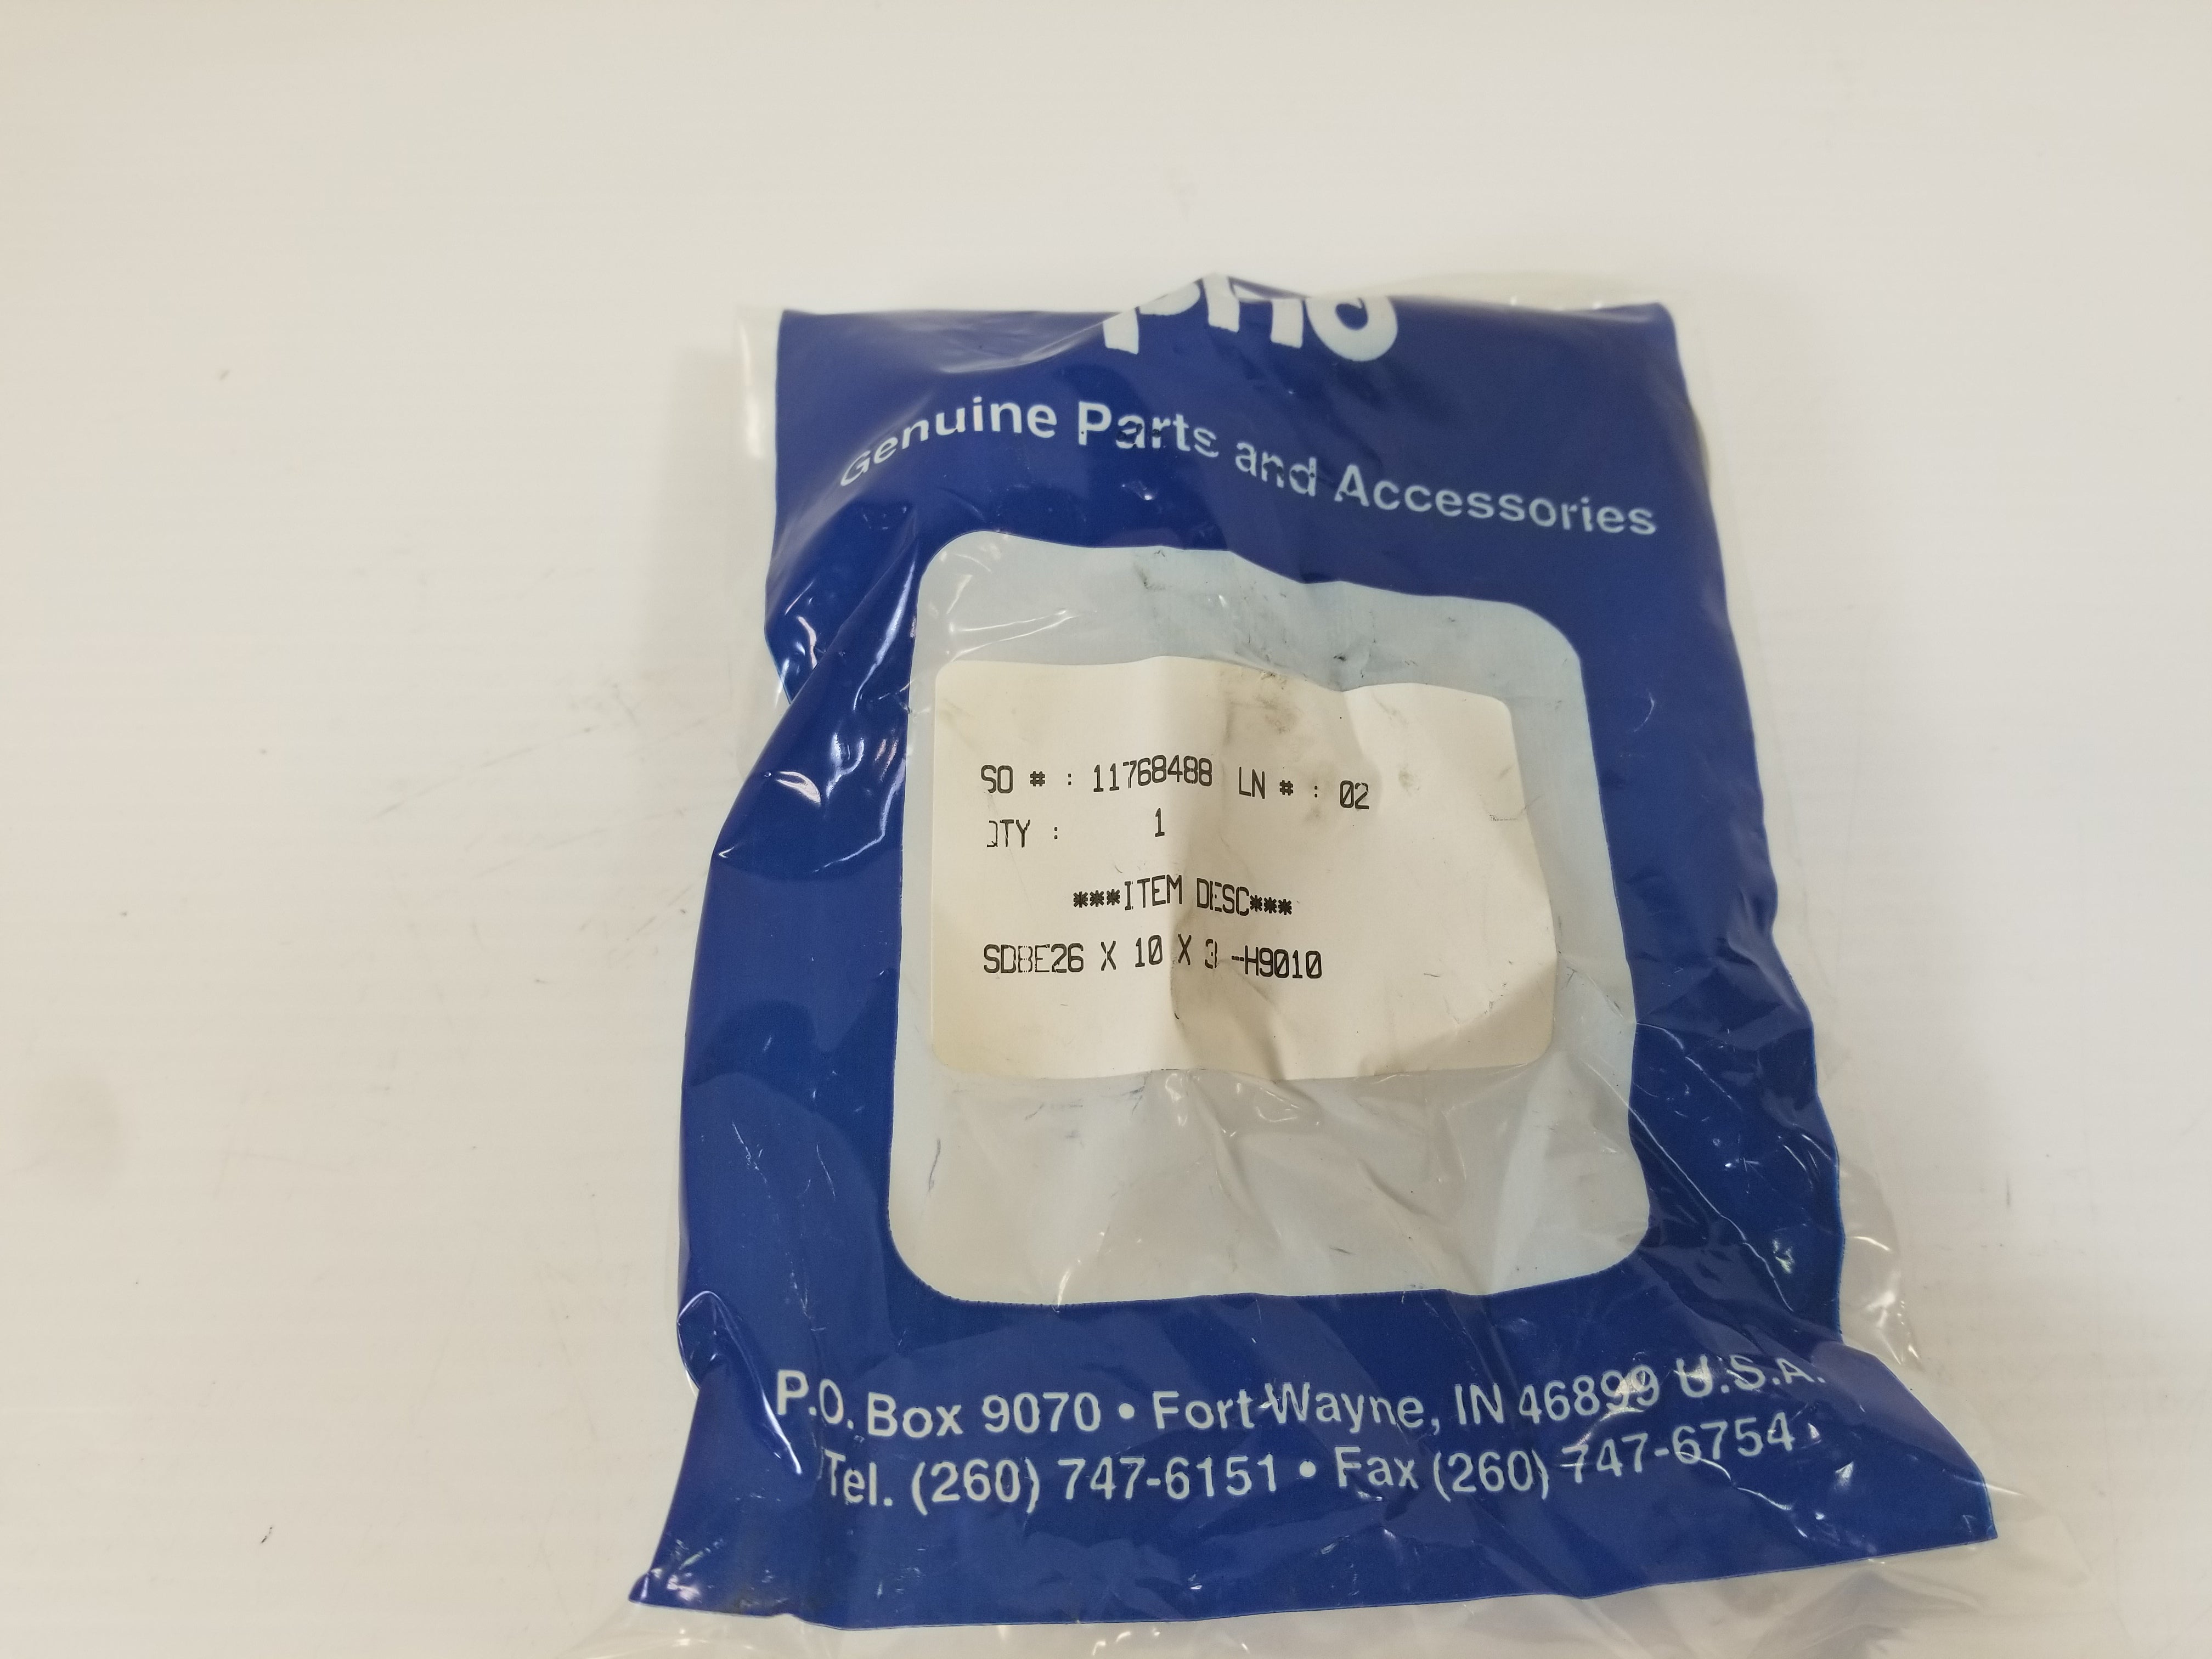 PHD
Genuine Parts and Accessories
SO # : 11768488 LN # : 02
QTY : 1
***ITEM DESC***
SDBE26 X 10 X 3 -H9010
P.O. Box 9070 • Fort Wayne, IN 46899 U.S.A.
Tel. (260) 747-6151 • Fax (260) 747-6754